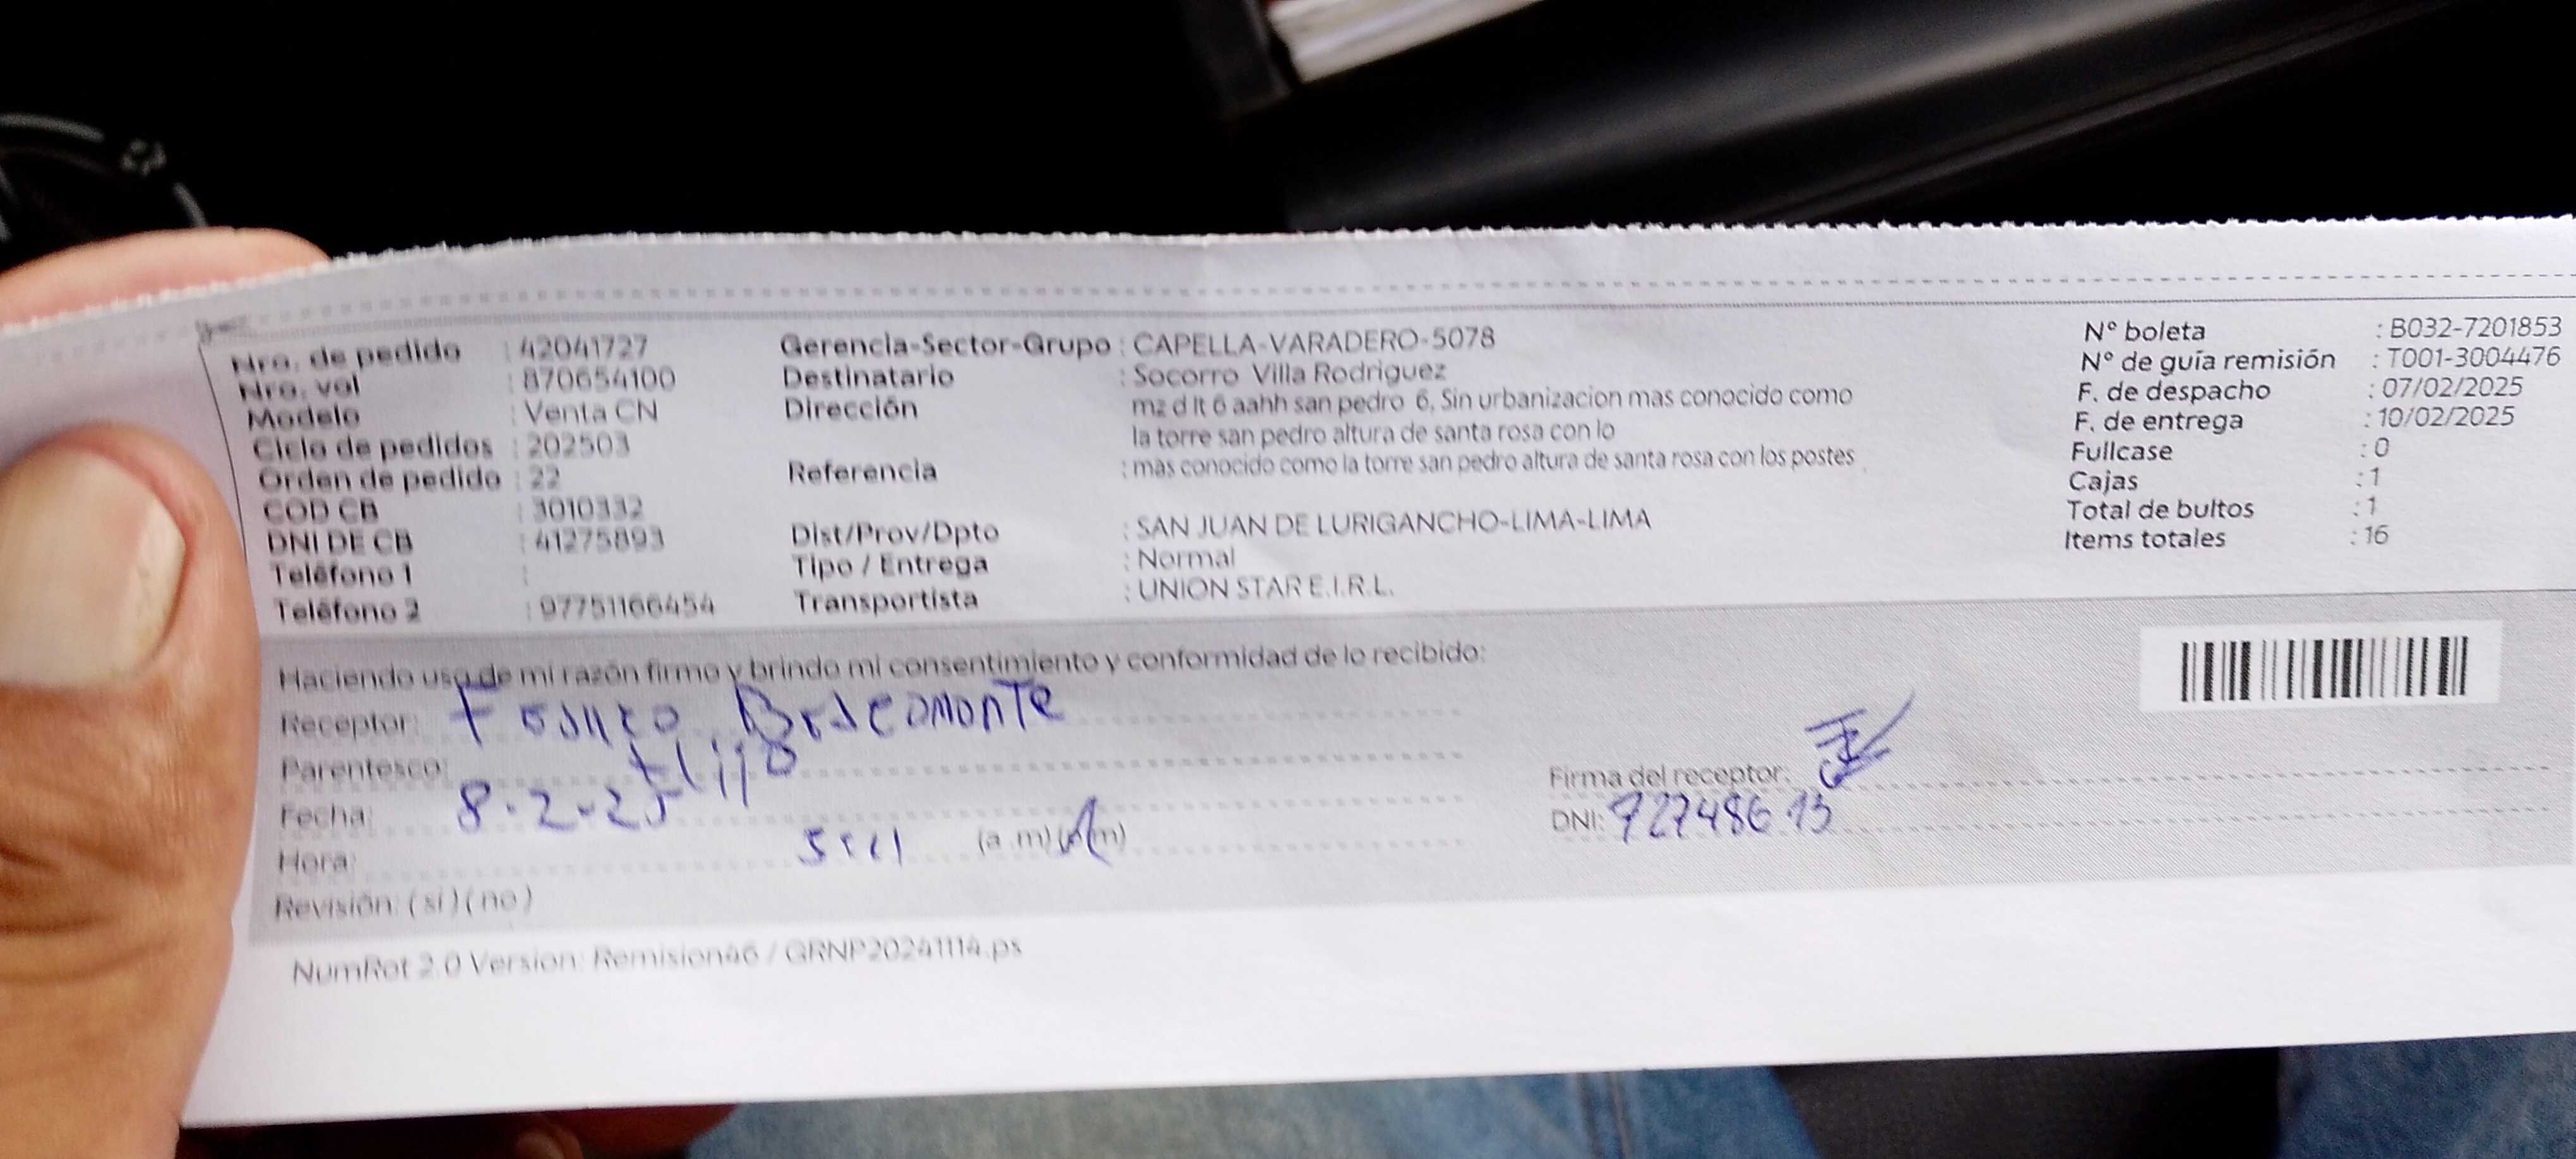 Nro. de pedido : 42041727
Nro. vol : 870654100
Modelo : Venta CN
Ciclo de pedidos : 202503
Orden de pedido : 22
COD CB : 3010332
DNI DE CB : 41275893
Teléfono 1 :
Teléfono 2 : 97751166454
Gerencia-Sector-Grupo : CAPELLA-VARADERO-5078
Destinatario : Socorro Villa Rodriguez
Dirección mz d lt 6 aahh san pedro 6, Sin urbanizacion mas conocido como
la torre san pedro altura de santa rosa con lo
Referencia : mas conocido como la torre san pedro altura de santa rosa con los postes
Dist/Prov/Dpto : SAN JUAN DE LURIGANCHO-LIMA-LIMA
Tipo / Entrega : Normal
Transportista : UNION STAR E.I.R.L.
N° boleta : B032-7201853
N° de guía remisión : T001-3004476
F. de despacho : 07/02/2025
F. de entrega : 10/02/2025
Fullcase : 0
Cajas : 1
Total de bultos : 1
Items totales : 16
Haciendo uso de mi razón firmo y brindo mi consentimiento y conformidad de lo recibido:
Receptor:
Parentesco: Hijo
Fecha: 8-2-25
Hora: (a.m) (m)
Revisión: (si) (no)
Firma del receptor:
DNI: 72748613
NumRot 2.0 Version: Remision46 / GRNP20241114.ps